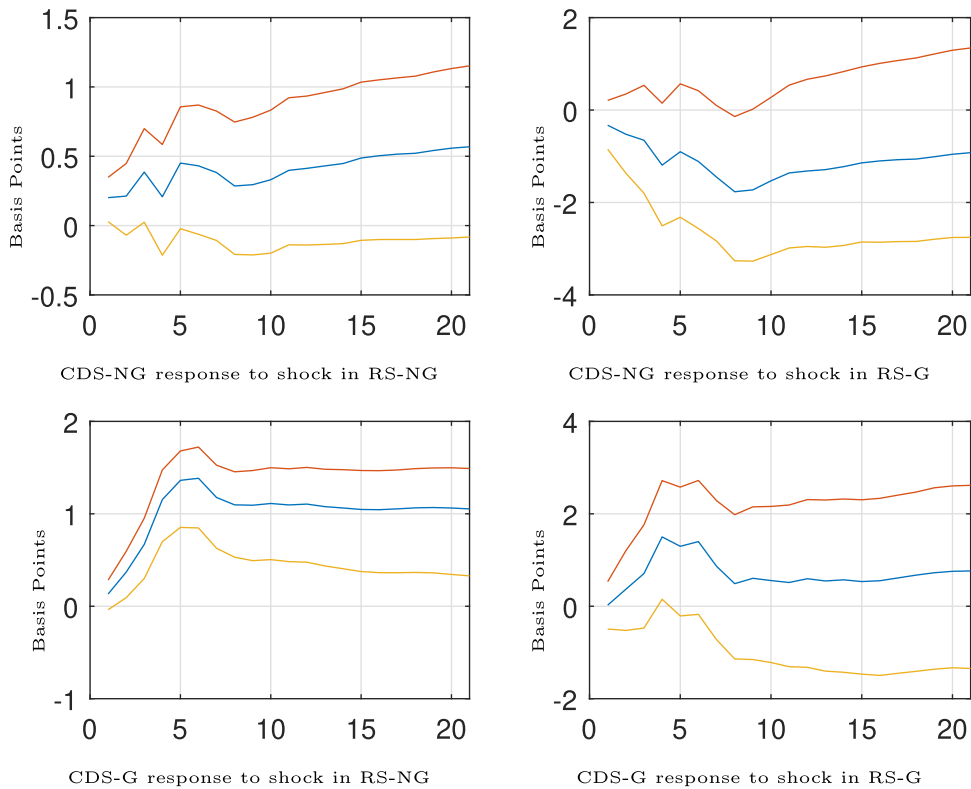 1.5
1
0.5
0
-0.5
Basis Points
0 5 10 15 20
CDS-NG response to shock in RS-NG
2
0
-2
-4
Basis Points
0 5 10 15 20
CDS-NG response to shock in RS-G
2
1
0
-1
Basis Points
0 5 10 15 20
CDS-G response to shock in RS-NG
4
2
0
-2
Basis Points
0 5 10 15 20
CDS-G response to shock in RS-G